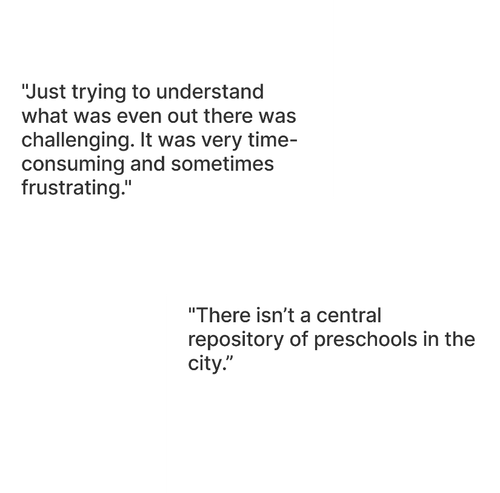 "Just trying to understand
what was even out there was
challenging. It was very time-
consuming and sometimes
frustrating."
"There isn’t a central
repository of preschools in the
city.”